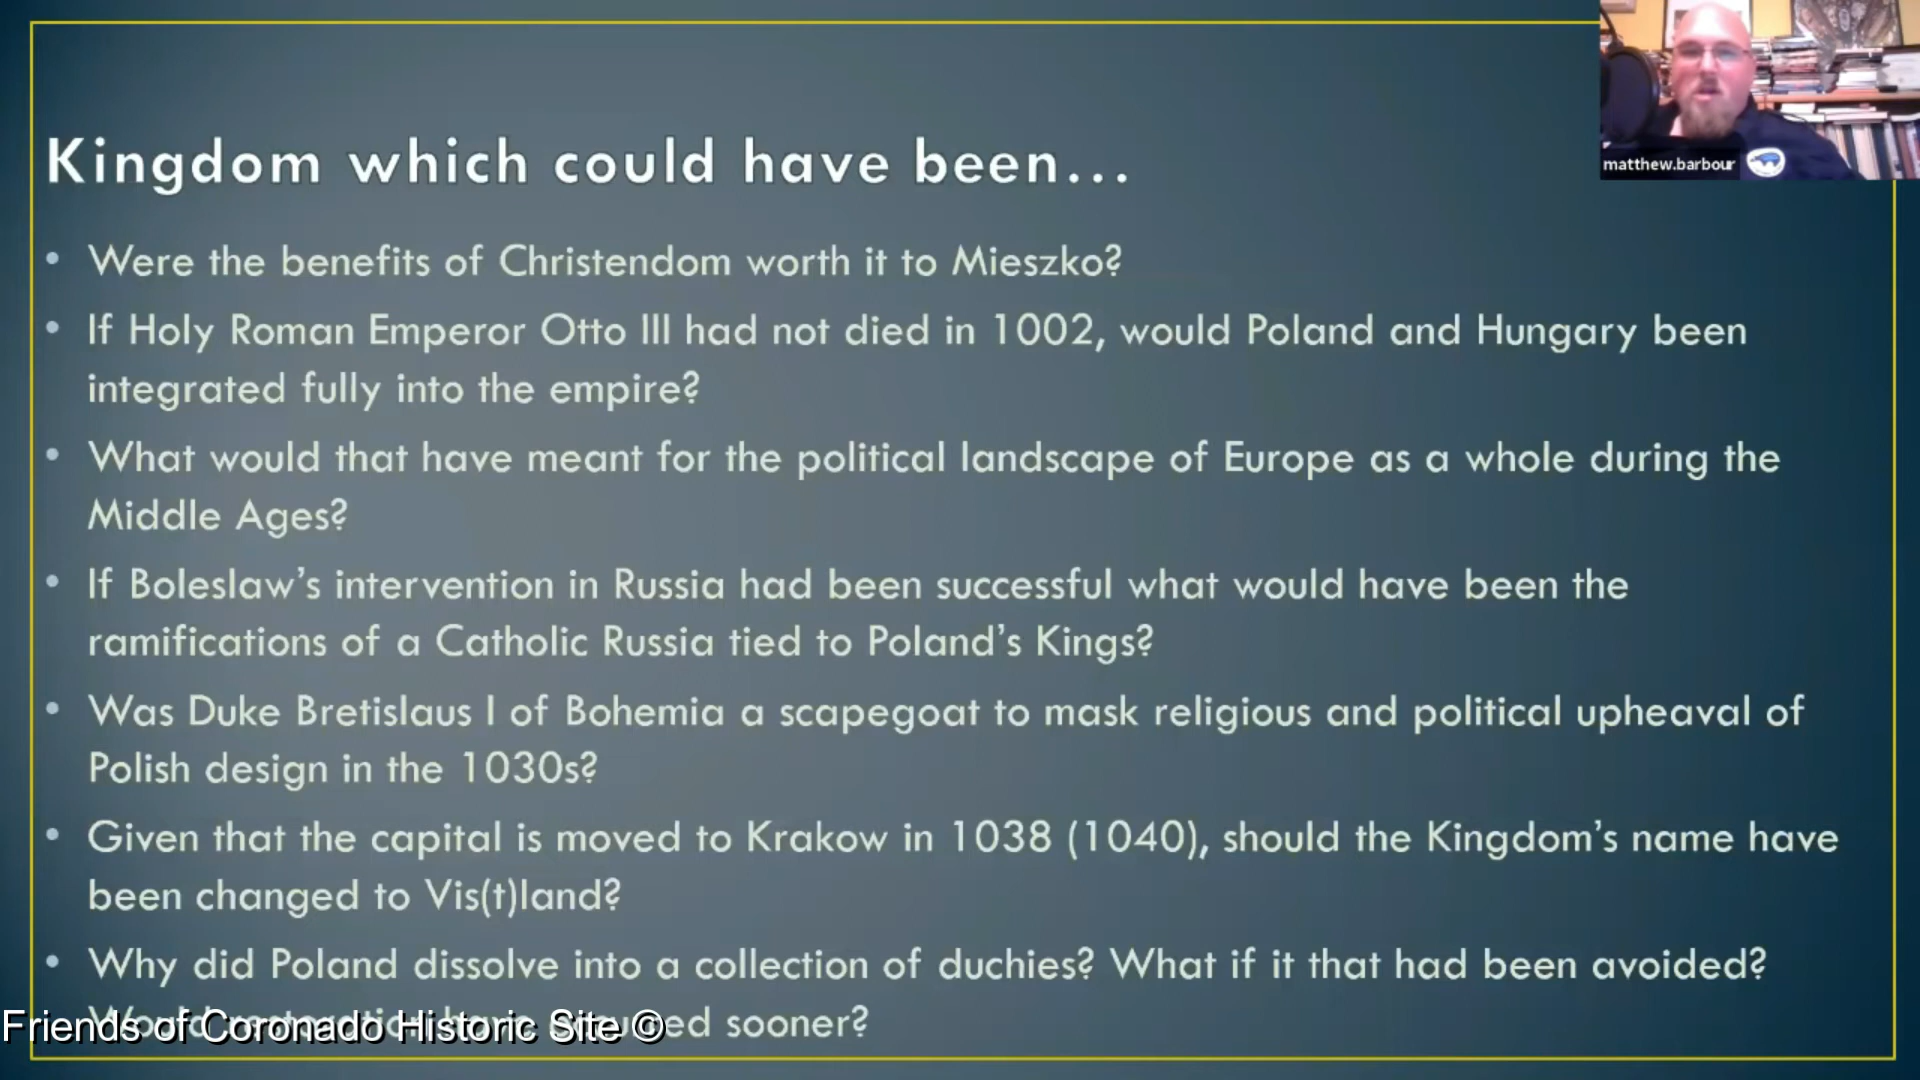 matthew.barbour
Kingdom which could have been...
• Were the benefits of Christendom worth it to Mieszko?
• If Holy Roman Emperor Otto III had not died in 1002, would Poland and Hungary been
integrated fully into the empire?
• What would that have meant for the political landscape of Europe as a whole during the
Middle Ages?
• If Boleslaw's intervention in Russia had been successful what would have been the
ramifications of a Catholic Russia tied to Poland's Kings?
• Was Duke Bretislaus I of Bohemia a scapegoat to mask religious and political upheaval of
Polish design in the 1030s?
• Given that the capital is moved to Krakow in 1038 (1040), should the Kingdom's name have
been changed to Vis(t)land?
• Why did Poland dissolve into a collection of duchies? What if it that had been avoided?
Would sooner?
Friends of Coronado Historic Site ©